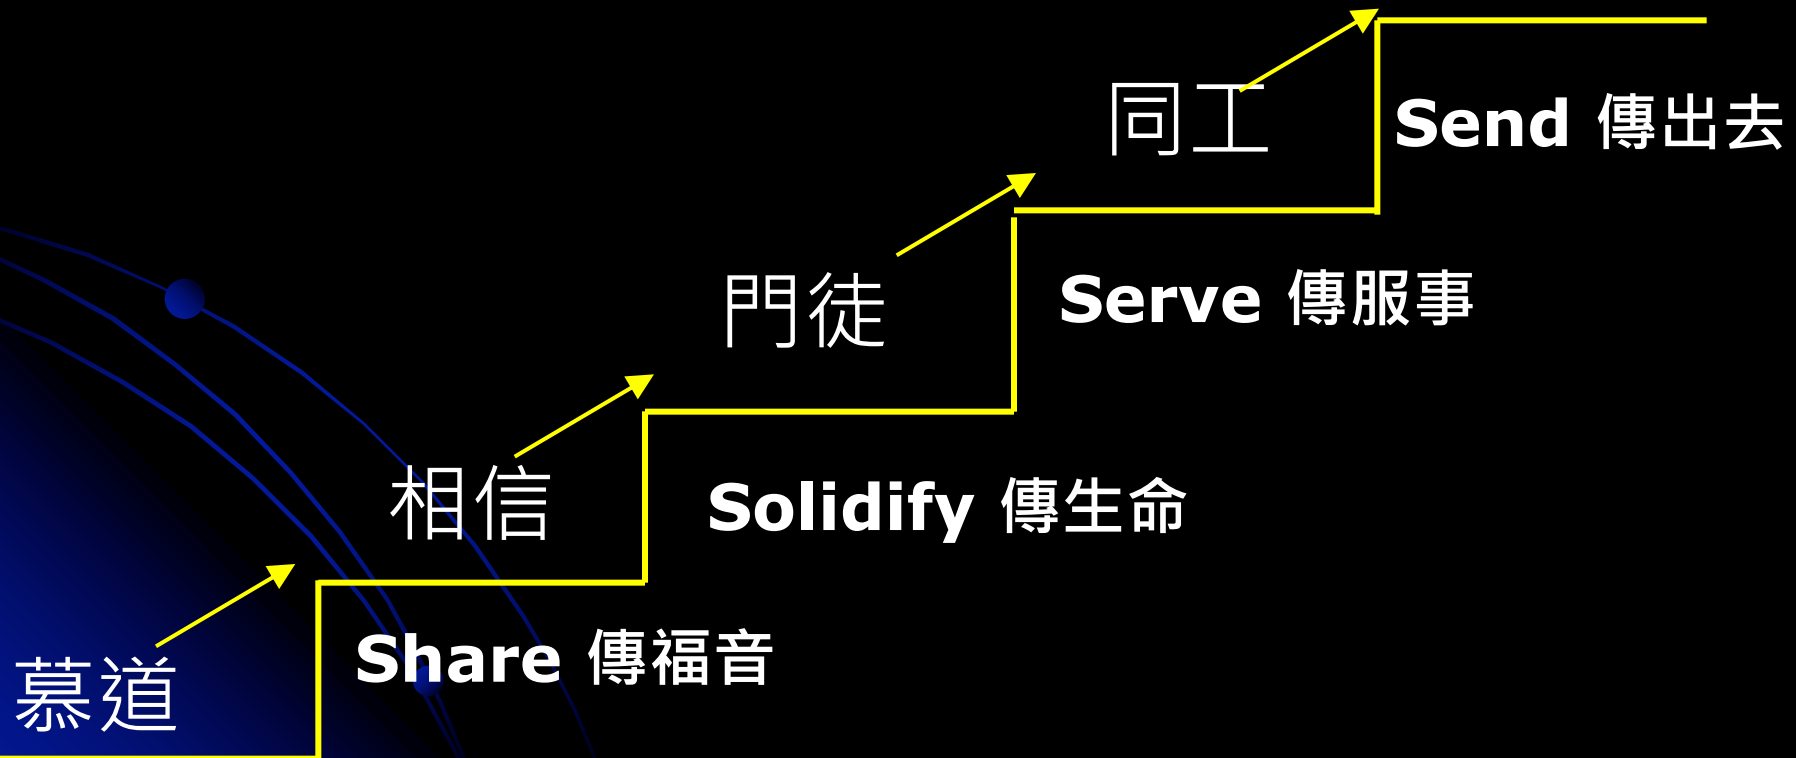 同工
Send 傳出去
門徒
Serve 傳服事
相信
Solidify 傳生命
慕道
Share 傳福音